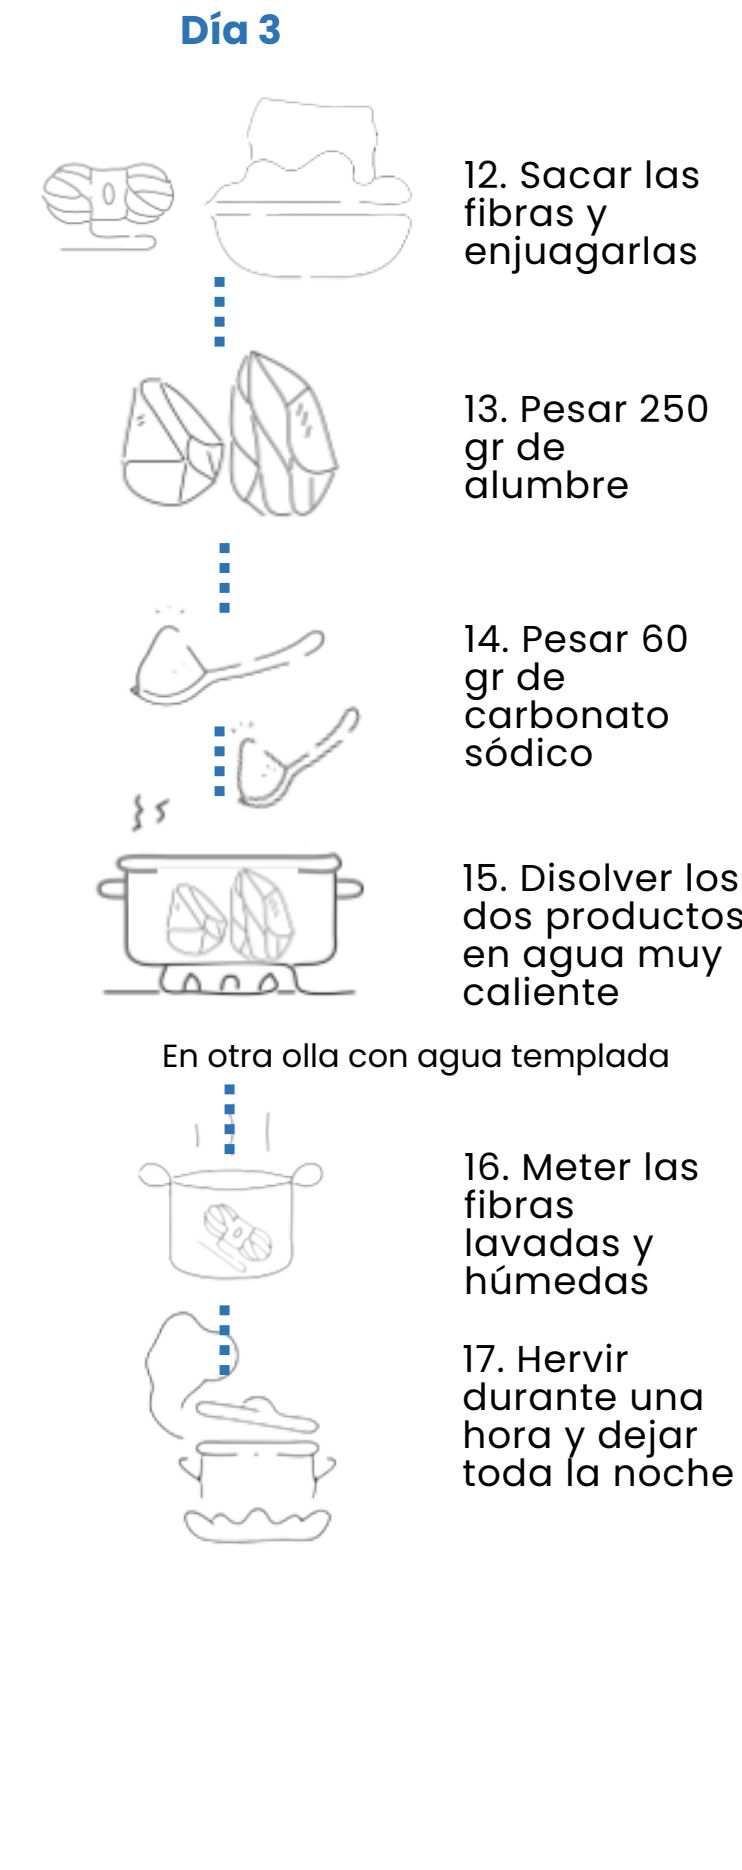 Día 3
12. Sacar las
fibras y
enjuagarlas
13. Pesar 250
gr de
alumbre
14. Pesar 60
gr de
carbonato
sódico
15. Disolver los
dos productos
en agua muy
caliente
En otra olla con agua templada
16. Meter las
fibras
lavadas y
húmedas
17. Hervir
durante una
hora y dejar
toda la noche